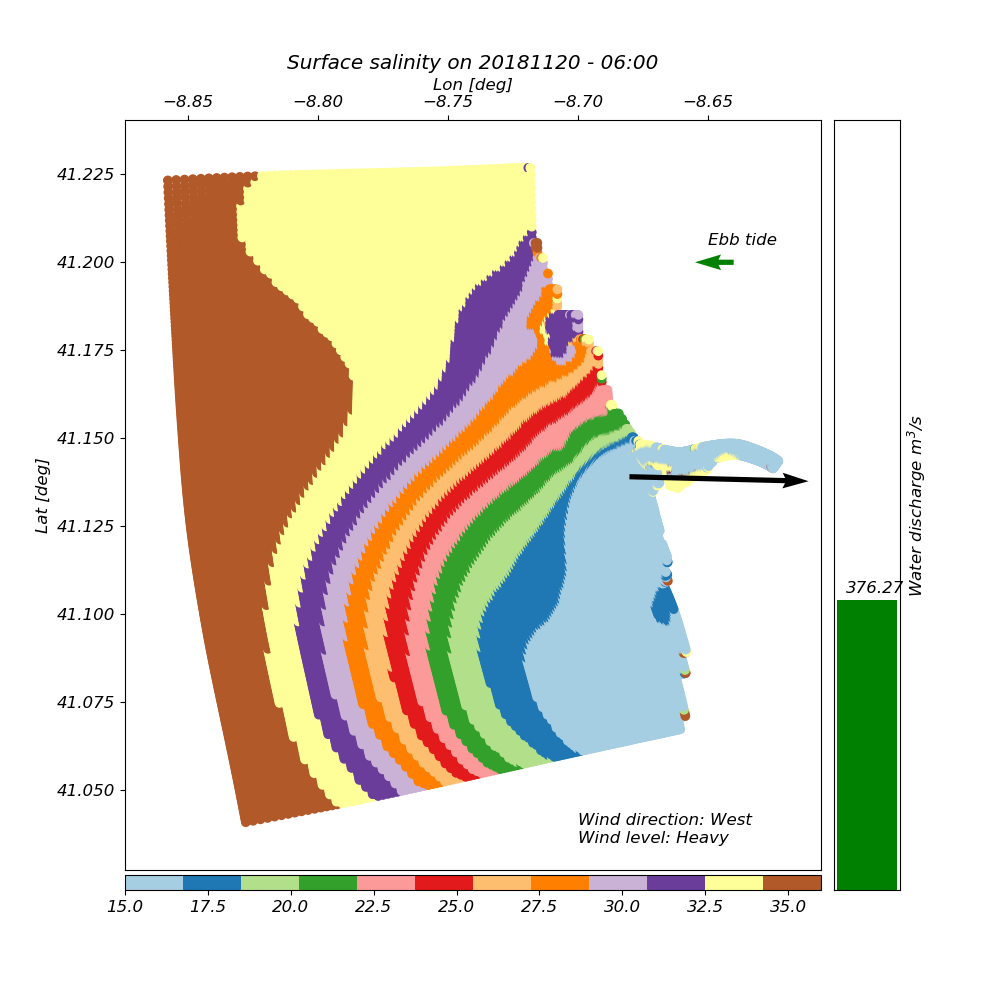 Surface salinity on 20181120 - 06:00
Lon [deg]
−8.85 −8.80 −8.75 −8.70 −8.65
41.225
41.200
41.175
41.150
41.125
41.100
41.075
41.050
Lat [deg]
Ebb tide
376.27
Water discharge m³/s
Wind direction: West
Wind level: Heavy
15.0 17.5 20.0 22.5 25.0 27.5 30.0 32.5 35.0